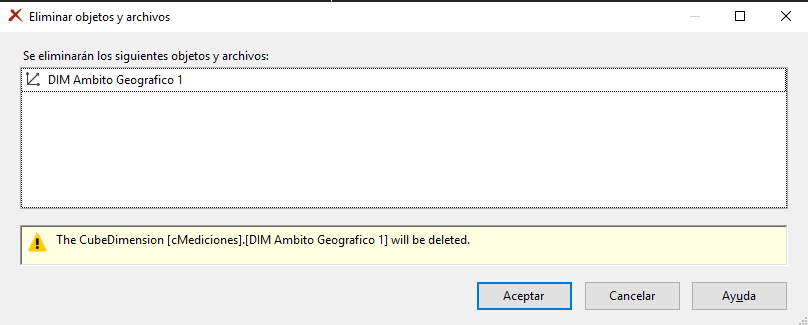 Eliminar objetos y archivos
Se eliminarán los siguientes objetos y archivos:
DIM Ambito Geografico 1
The CubeDimension [cMediciones].[DIM Ambito Geografico 1] will be deleted.
Aceptar
Cancelar
Ayuda